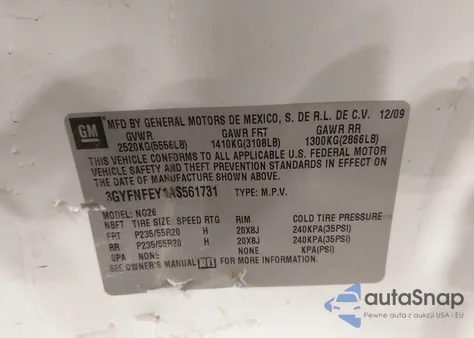 GM
MFD BY GENERAL MOTORS DE MEXICO, S. DE R.L. DE C.V. 12/09
GVWR GAWR FRT GAWR RR
2520KG(5556LB) 1410KG(3108LB) 1300KG(2866LB)
THIS VEHICLE CONFORMS TO ALL APPLICABLE U.S. FEDERAL MOTOR
VEHICLE SAFETY, BUMPER, AND THEFT PREVENTION STANDARDS IN
EFFECT ON THE DATE OF MANUFACTURE SHOWN ABOVE.
3GYFNFEY1AS561731 TYPE: M.P.V.
MODEL: NG26
NBFT TIRE SIZE SPEED RTG RIM COLD TIRE PRESSURE
FRT P235/55R20 H 20X8J 240KPA(35PSI)
RR P235/55R20 H 20X8J 240KPA(35PSI)
SPA NONE NONE KPA(PSI)
SEE OWNER'S MANUAL FOR MORE INFORMATION.
autoSnap
Pewne auta z aukcji USA i EU